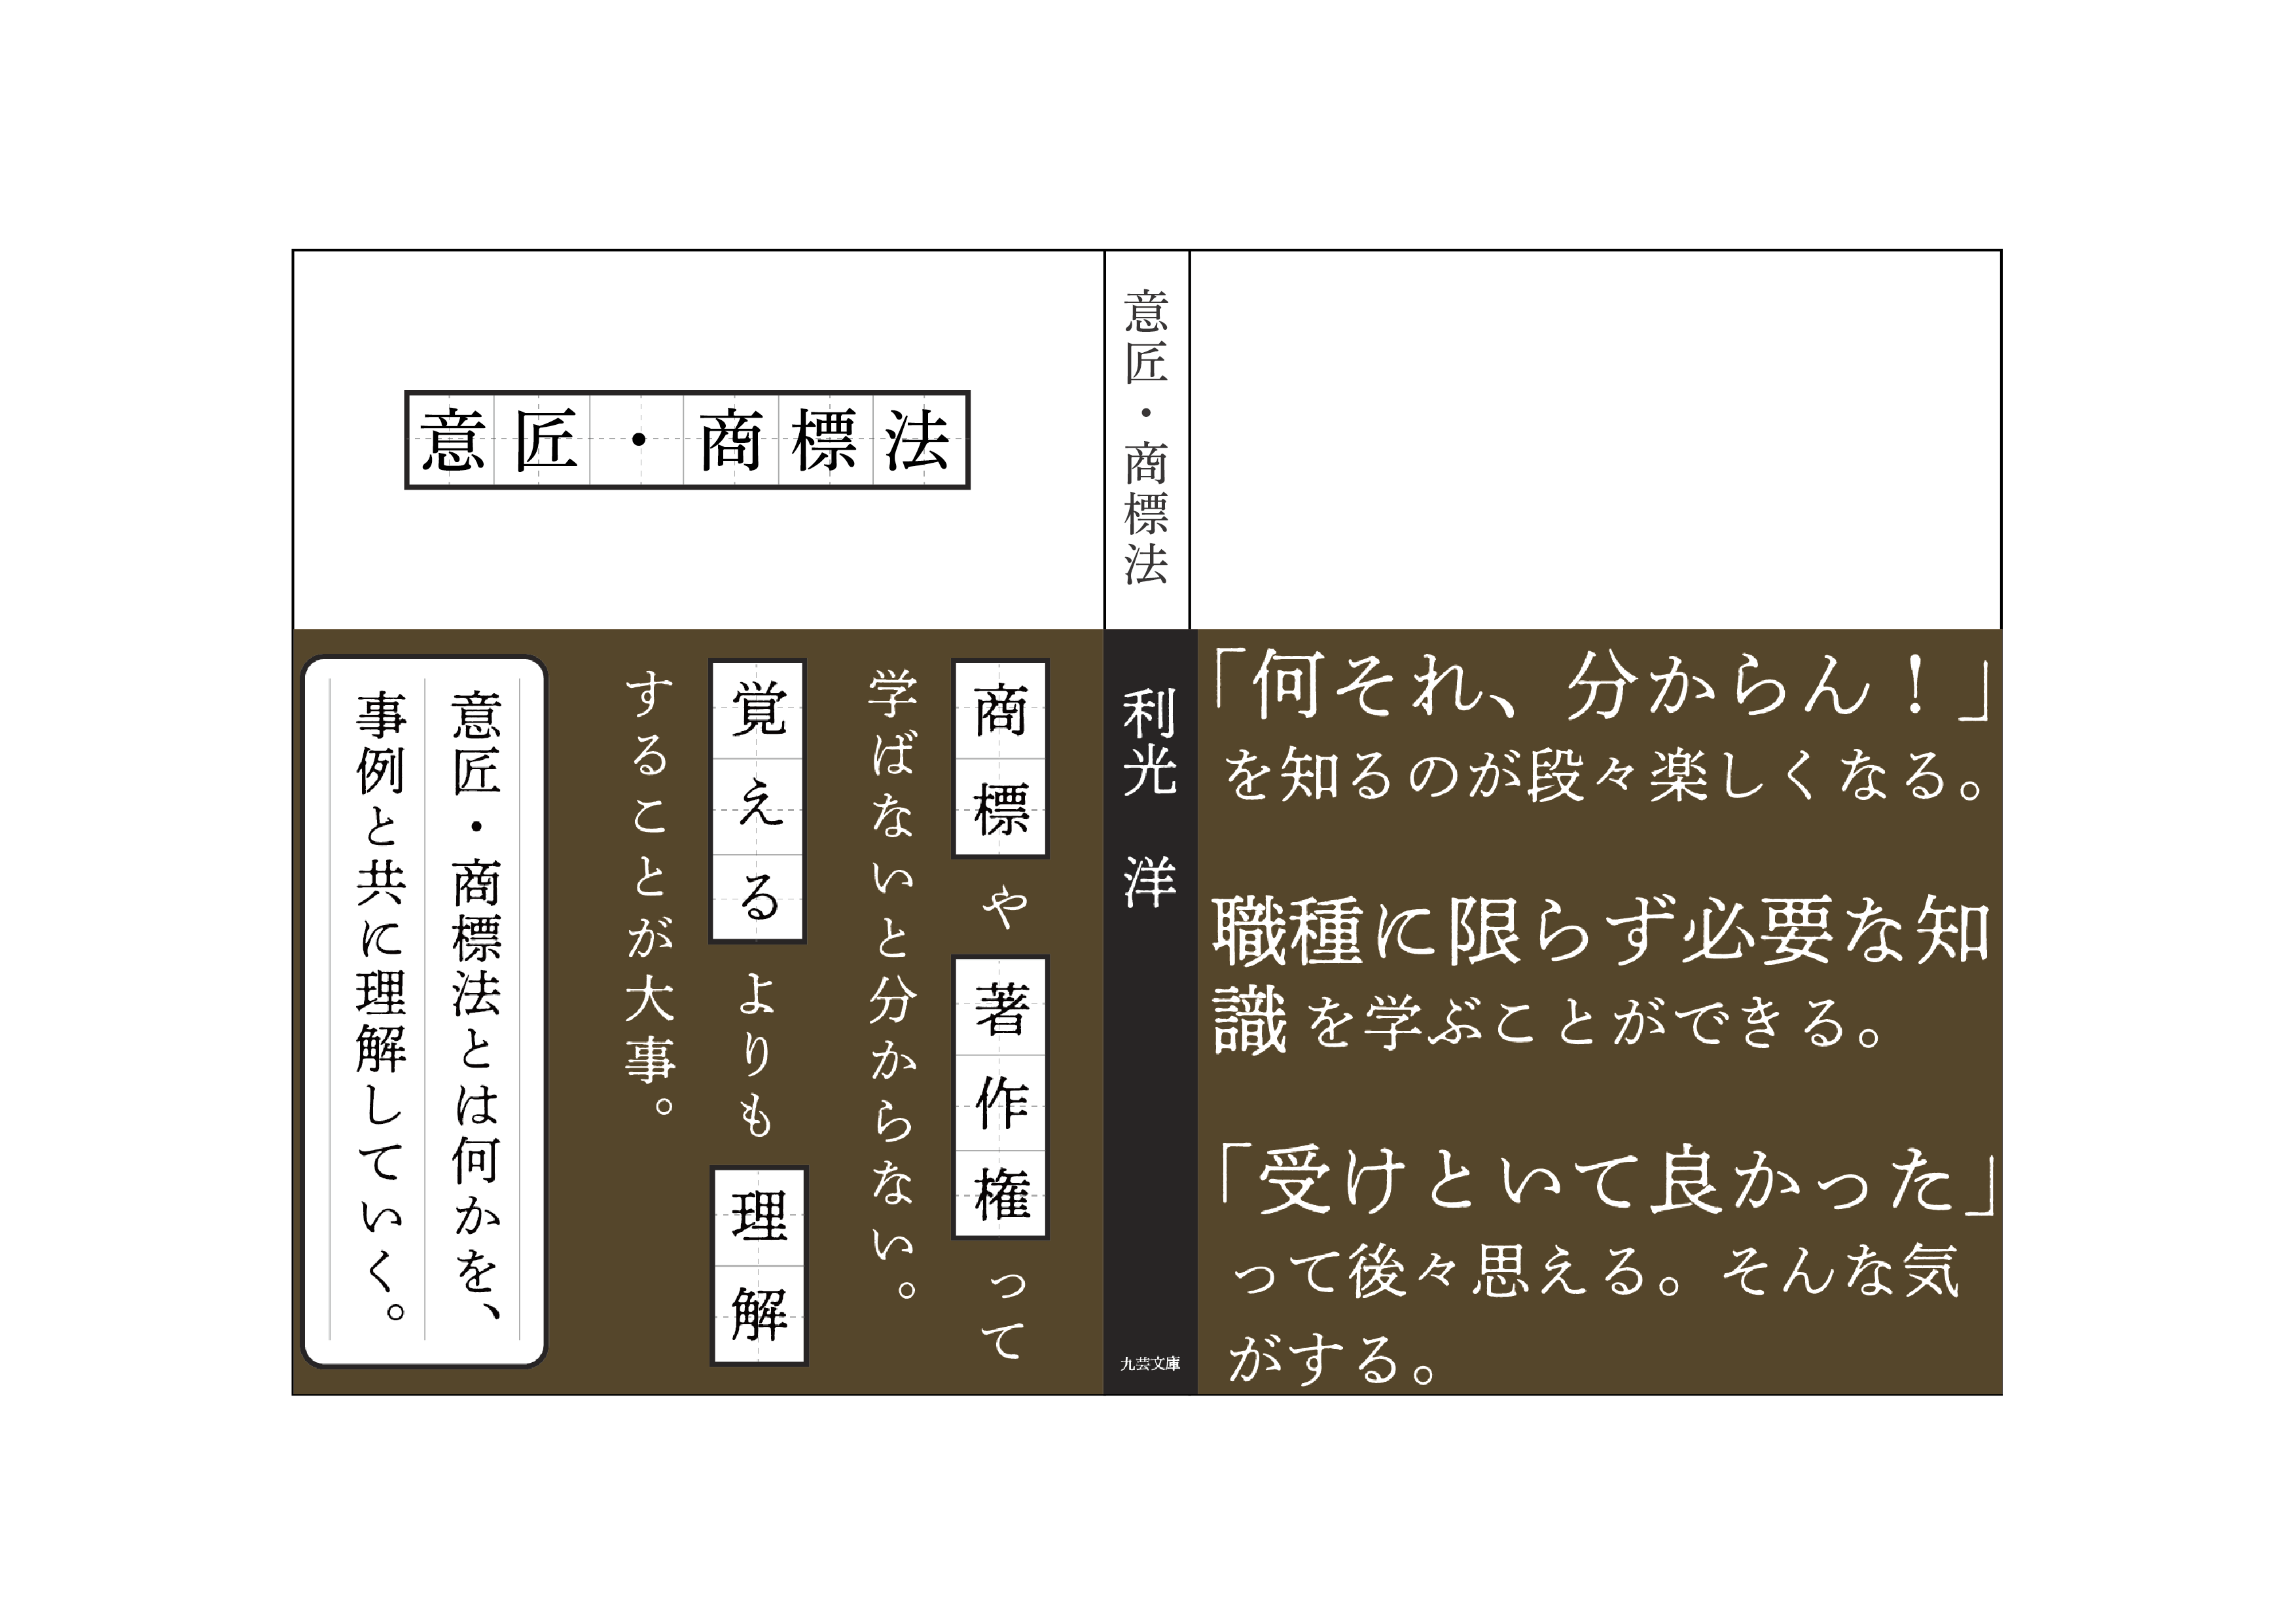 意匠・商標法
商標や著作権って
学ばないと分からない。
覚えるよりも理解
することが大事。
意匠・商標法とは何かを、
事例と共に理解していく。
意匠・商標法
利光 洋
九芸文庫
「何それ、分からん！」
を知るのが段々楽しくなる。
職種に限らず必要な知
識を学ぶことができる。
「受けといて良かった」
って後々思える。そんな気
がする。